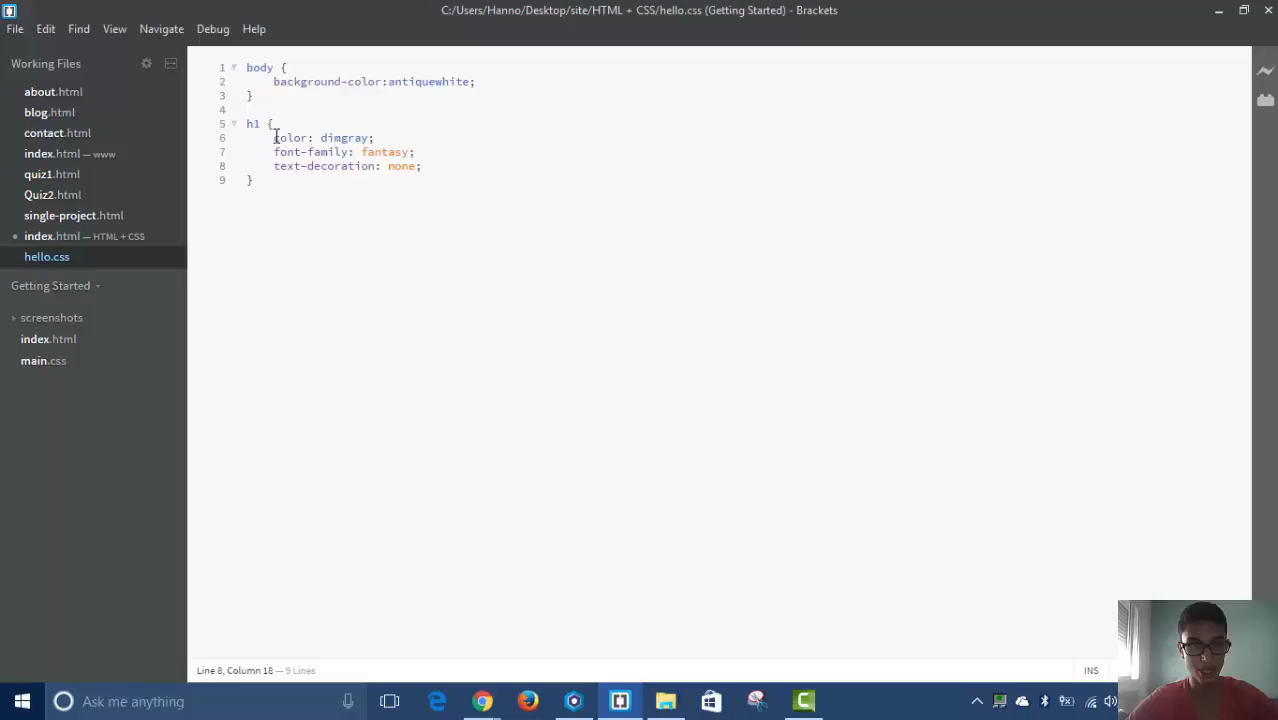 C:/Users/Hanno/Desktop/site/HTML + CSS/hello.css (Getting Started) - Brackets
File Edit Find View Navigate Debug Help
Working Files
about.html
blog.html
contact.html
index.html — www
quiz1.html
Quiz2.html
single-project.html
index.html — HTML + CSS
hello.css
Getting Started
screenshots
index.html
main.css
1 body {
2 background-color:antiquewhite;
3 }
4
5 h1 {
6 color: dimgray;
7 font-family: fantasy;
8 text-decoration: none;
9 }
Line 8, Column 18 — 9 Lines
INS
Ask me anything